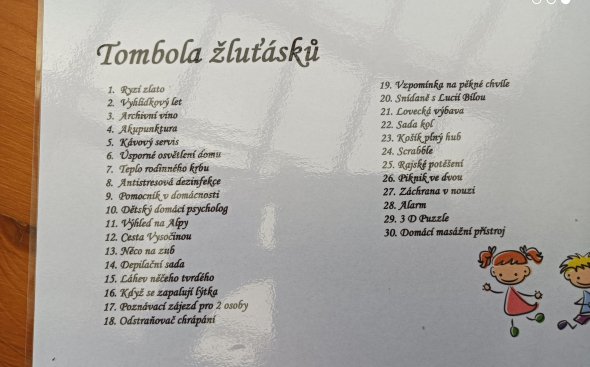 Tombola žluťásků
1. Ryzí zlato
2. Vyhlídkový let
3. Archivní víno
4. Akupunktura
5. Kávový servis
6. Úsporné osvětlení domu
7. Teplo rodinného krbu
8. Antistresová dezinfekce
9. Pomocník v domácnosti
10. Dětský domácí psycholog
11. Výhled na Alpy
12. Cesta Vysočinou
13. Něco na zub
14. Depilační sada
15. Láhev něčeho tvrdého
16. Když se zapalují lýtka
17. Poznávací zájezd pro 2 osoby
18. Odstraňovač chrápání
19. Vzpomínka na pěkné chvíle
20. Snídaně s Lucií Bílou
21. Lovecká výbava
22. Sada kol
23. Košík plný hub
24. Scrabble
25. Rajské potěšení
26. Piknik ve dvou
27. Záchrana v nouzi
28. Alarm
29. 3 D Puzzle
30. Domácí masážní přístroj